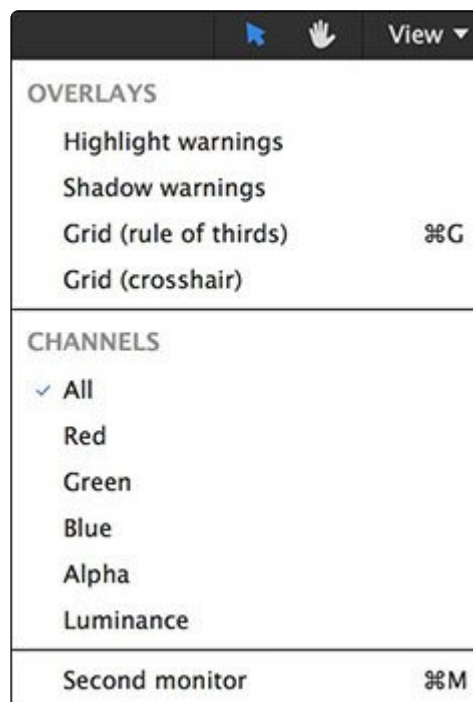 View ▼
OVERLAYS
Highlight warnings
Shadow warnings
Grid (rule of thirds) ⌘G
Grid (crosshair)
CHANNELS
✓ All
Red
Green
Blue
Alpha
Luminance
Second monitor ⌘M